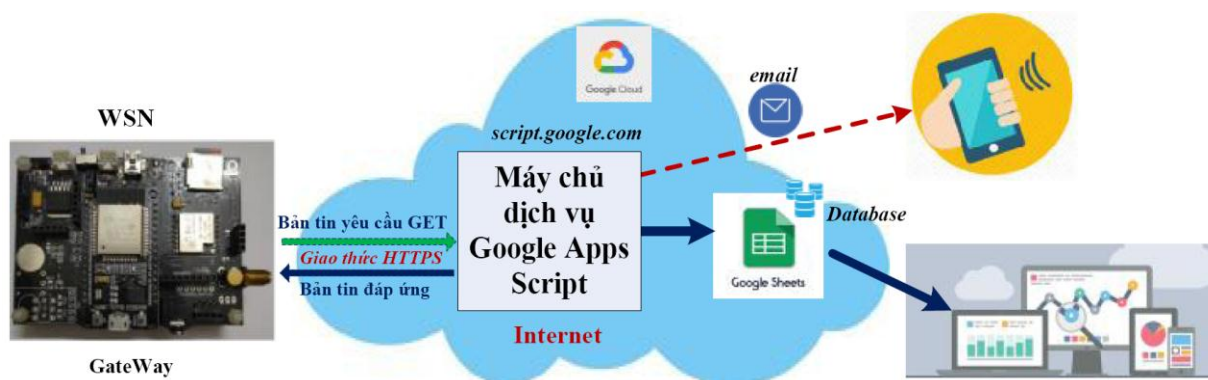 WSN
GateWay
Bản tin yêu cầu GET
Giao thức HTTPS
Bản tin đáp ứng
Google Cloud
script.google.com
Máy chủ
dịch vụ
Google Apps
Script
Internet
email
Google Sheets
Database